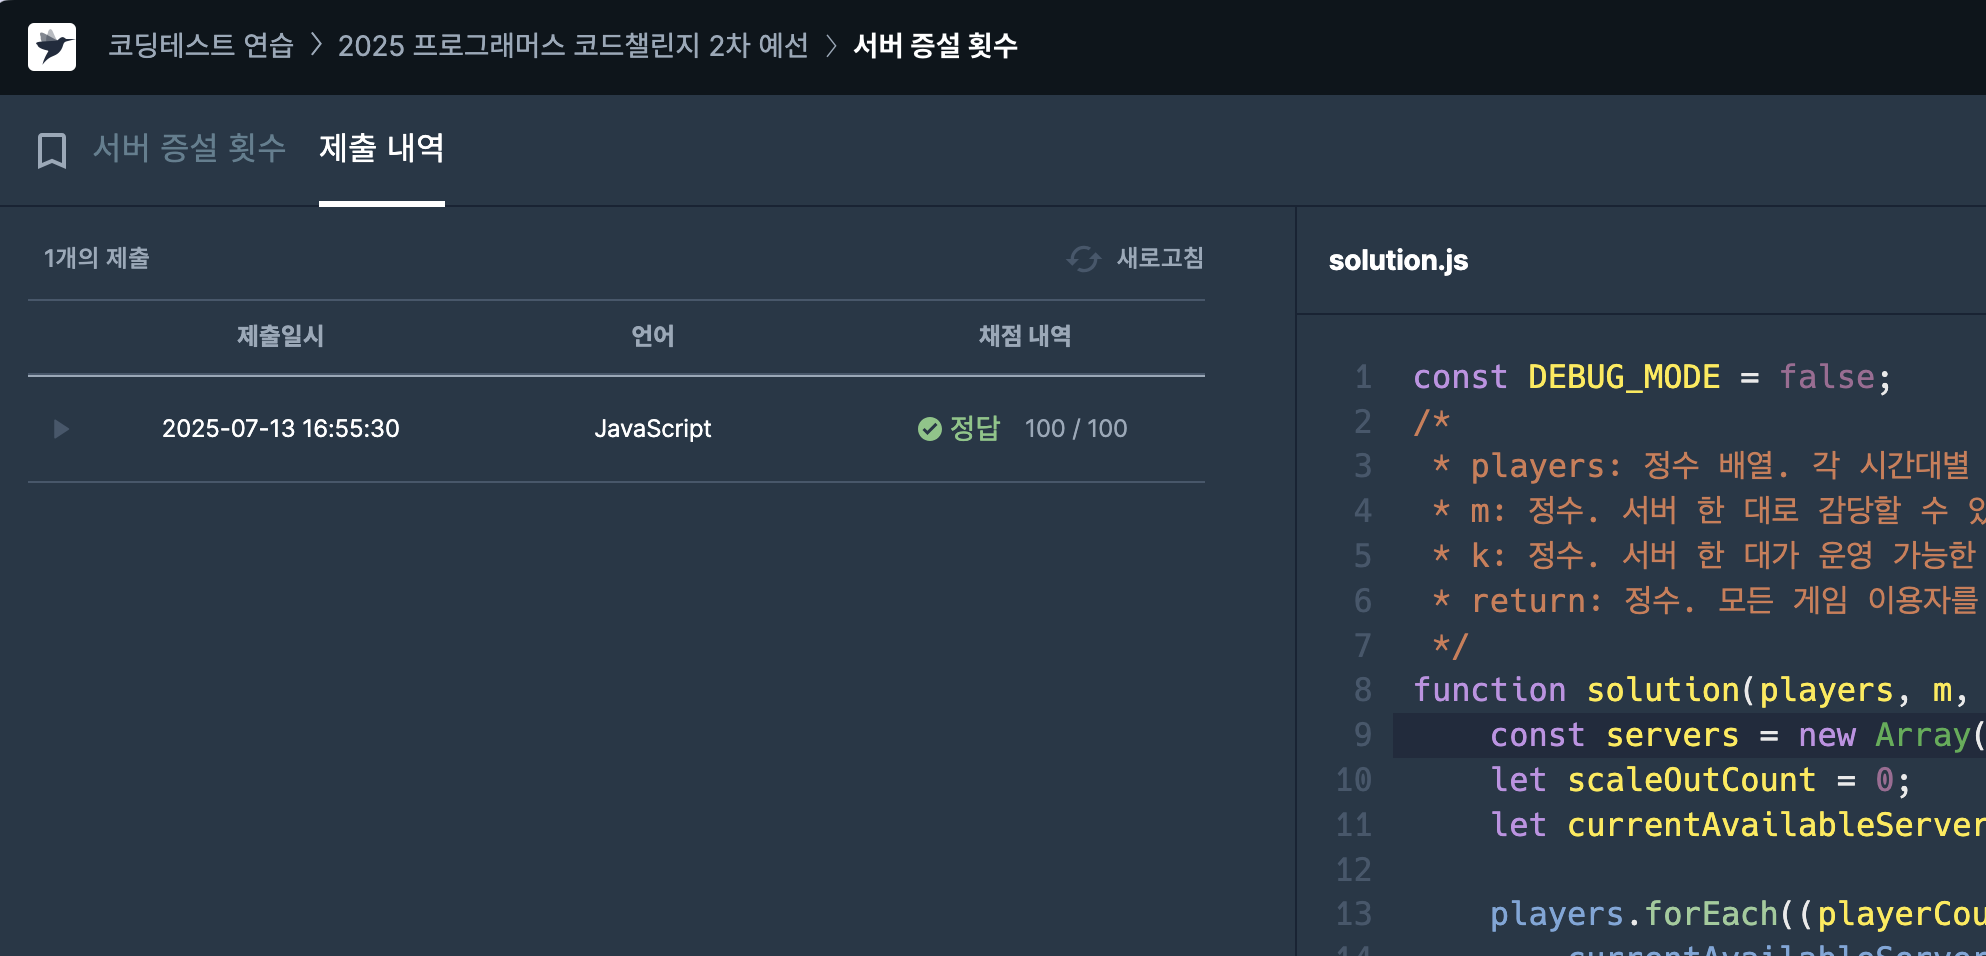 코딩테스트 연습 > 2025 프로그래머스 코드챌린지 2차 예선 > 서버 증설 횟수
서버 증설 횟수 제출 내역
1개의 제출 새로고침
제출일시 언어 채점 내역
2025-07-13 16:55:30 JavaScript 정답 100 / 100
solution.js
1 const DEBUG_MODE = false;
2 /*
3 * players: 정수 배열. 각 시간대별
4 * m: 정수. 서버 한 대로 감당할 수
5 * k: 정수. 서버 한 대가 운영 가능한
6 * return: 정수. 모든 게임 이용자를
7 */
8 function solution(players, m,
9 const servers = new Array(
10 let scaleOutCount = 0;
11 let currentAvailableServer
12
13 players.forEach((playerCou
14 currentAvailableServer